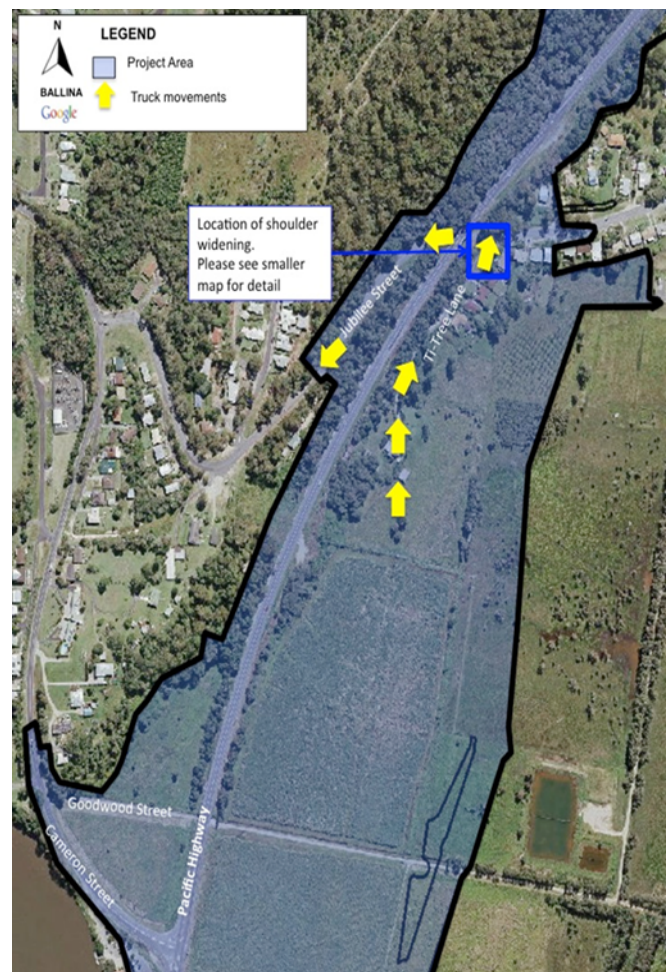 N
LEGEND
Project Area
BALLINA
Truck movements
Google
Location of shoulder
widening.
Please see smaller
map for detail
Jubilee Street
Ti-Tree Lane
Goodwood Street
Cameron Street
Pacific Highway